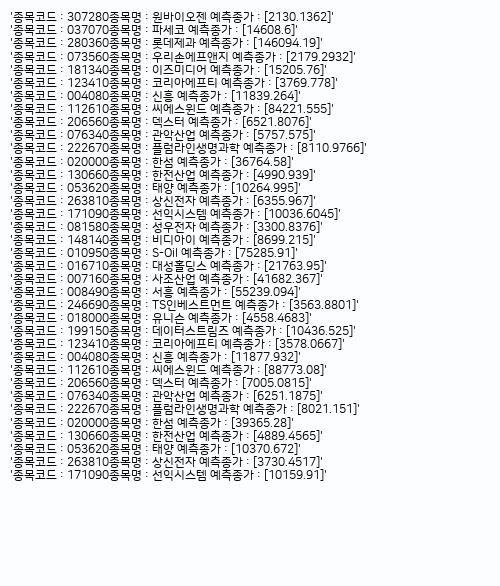 '종목코드 : 307280종목명 : 원바이오젠 예측종가 : [2130.1362]'
'종목코드 : 037070종목명 : 파세코 예측종가 : [14608.6]'
'종목코드 : 280360종목명 : 롯데제과 예측종가 : [146094.19]'
'종목코드 : 073560종목명 : 우리손에프앤지 예측종가 : [2179.2932]'
'종목코드 : 181340종목명 : 이즈미디어 예측종가 : [15205.76]'
'종목코드 : 123410종목명 : 코리아에프티 예측종가 : [3769.778]'
'종목코드 : 004080종목명 : 신흥 예측종가 : [11839.264]'
'종목코드 : 112610종목명 : 씨에스윈드 예측종가 : [84221.555]'
'종목코드 : 206560종목명 : 덱스터 예측종가 : [6521.8076]'
'종목코드 : 076340종목명 : 관악산업 예측종가 : [5757.575]'
'종목코드 : 222670종목명 : 플럼라인생명과학 예측종가 : [8110.9766]'
'종목코드 : 020000종목명 : 한섬 예측종가 : [36764.58]'
'종목코드 : 130660종목명 : 한전산업 예측종가 : [4990.939]'
'종목코드 : 053620종목명 : 태양 예측종가 : [10264.995]'
'종목코드 : 263810종목명 : 상신전자 예측종가 : [6355.967]'
'종목코드 : 171090종목명 : 선익시스템 예측종가 : [10036.6045]'
'종목코드 : 081580종목명 : 성우전자 예측종가 : [3300.8376]'
'종목코드 : 148140종목명 : 비디아이 예측종가 : [8699.215]'
'종목코드 : 010950종목명 : S-Oil 예측종가 : [75285.91]'
'종목코드 : 016710종목명 : 대성홀딩스 예측종가 : [21763.95]'
'종목코드 : 007160종목명 : 사조산업 예측종가 : [41682.367]'
'종목코드 : 008490종목명 : 서흥 예측종가 : [55239.094]'
'종목코드 : 246690종목명 : TS인베스트먼트 예측종가 : [3563.8801]'
'종목코드 : 018000종목명 : 유니슨 예측종가 : [4558.4683]'
'종목코드 : 199150종목명 : 데이터스트림즈 예측종가 : [10436.525]'
'종목코드 : 123410종목명 : 코리아에프티 예측종가 : [3578.0667]'
'종목코드 : 004080종목명 : 신흥 예측종가 : [11877.932]'
'종목코드 : 112610종목명 : 씨에스윈드 예측종가 : [88773.08]'
'종목코드 : 206560종목명 : 덱스터 예측종가 : [7005.0815]'
'종목코드 : 076340종목명 : 관악산업 예측종가 : [6251.1875]'
'종목코드 : 222670종목명 : 플럼라인생명과학 예측종가 : [8021.151]'
'종목코드 : 020000종목명 : 한섬 예측종가 : [39365.28]'
'종목코드 : 130660종목명 : 한전산업 예측종가 : [4889.4565]'
'종목코드 : 053620종목명 : 태양 예측종가 : [10370.672]'
'종목코드 : 263810종목명 : 상신전자 예측종가 : [3730.4517]'
'종목코드 : 171090종목명 : 선익시스템 예측종가 : [10159.91]'